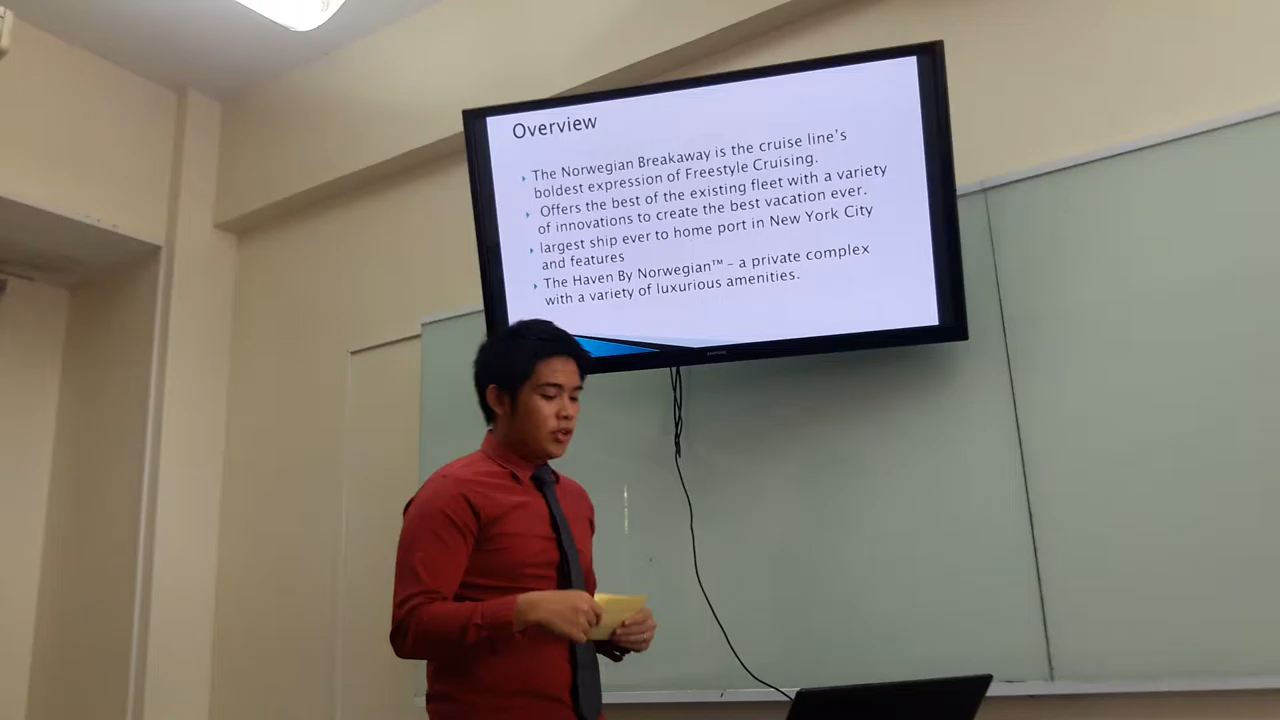 Overview
The Norwegian Breakaway is the cruise line's
boldest expression of Freestyle Cruising.
Offers the best of the existing fleet with a variety
of innovations to create the best vacation ever.
largest ship ever to home port in New York City
and features
The Haven By Norwegian™ – a private complex
with a variety of luxurious amenities.
SAMSUNG